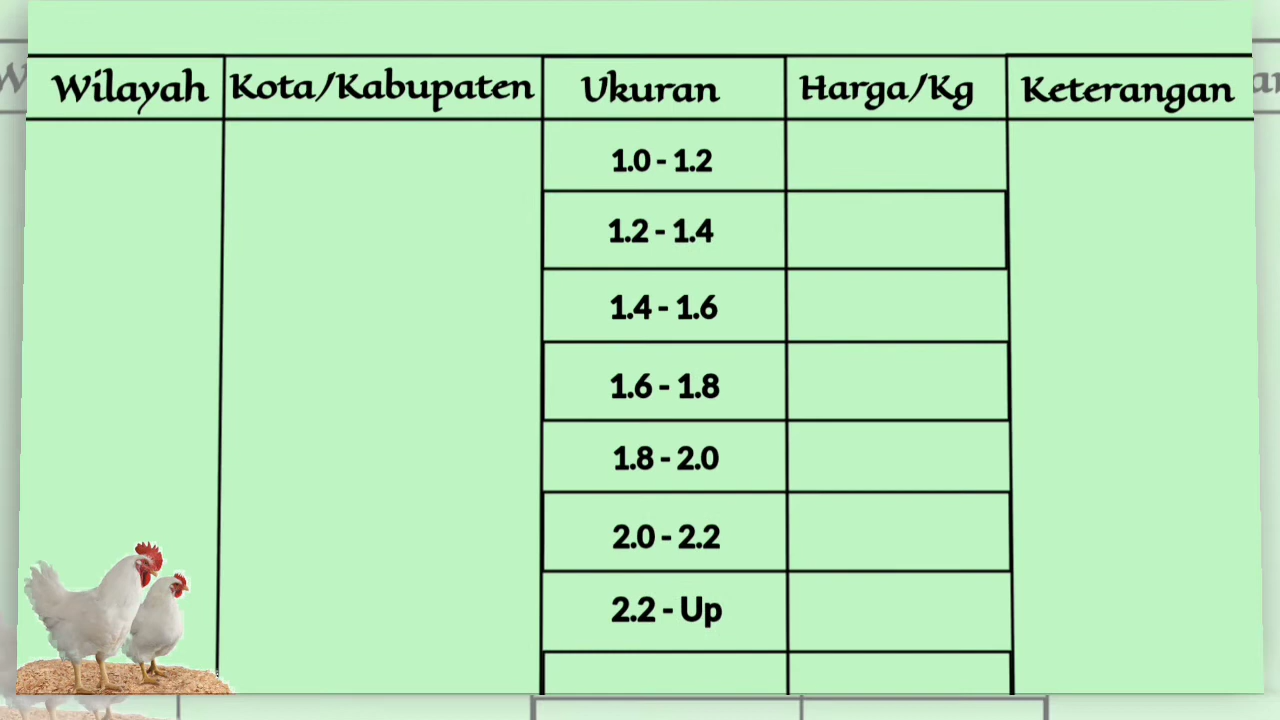 Wilayah Kota/Kabupaten Ukuran Harga/Kg Keterangan
1.0 - 1.2
1.2 - 1.4
1.4 - 1.6
1.6 - 1.8
1.8 - 2.0
2.0 - 2.2
2.2 - Up